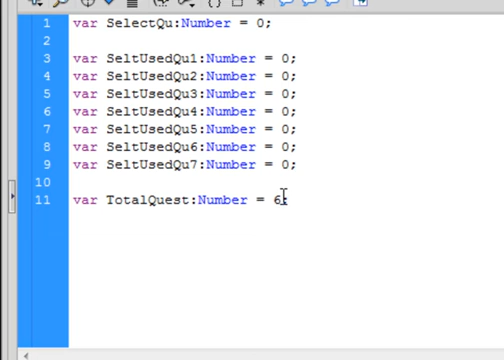 1 var SelectQu:Number = 0;
2
3 var SeltUsedQu1:Number = 0;
4 var SeltUsedQu2:Number = 0;
5 var SeltUsedQu3:Number = 0;
6 var SeltUsedQu4:Number = 0;
7 var SeltUsedQu5:Number = 0;
8 var SeltUsedQu6:Number = 0;
9 var SeltUsedQu7:Number = 0;
10
11 var TotalQuest:Number = 6;